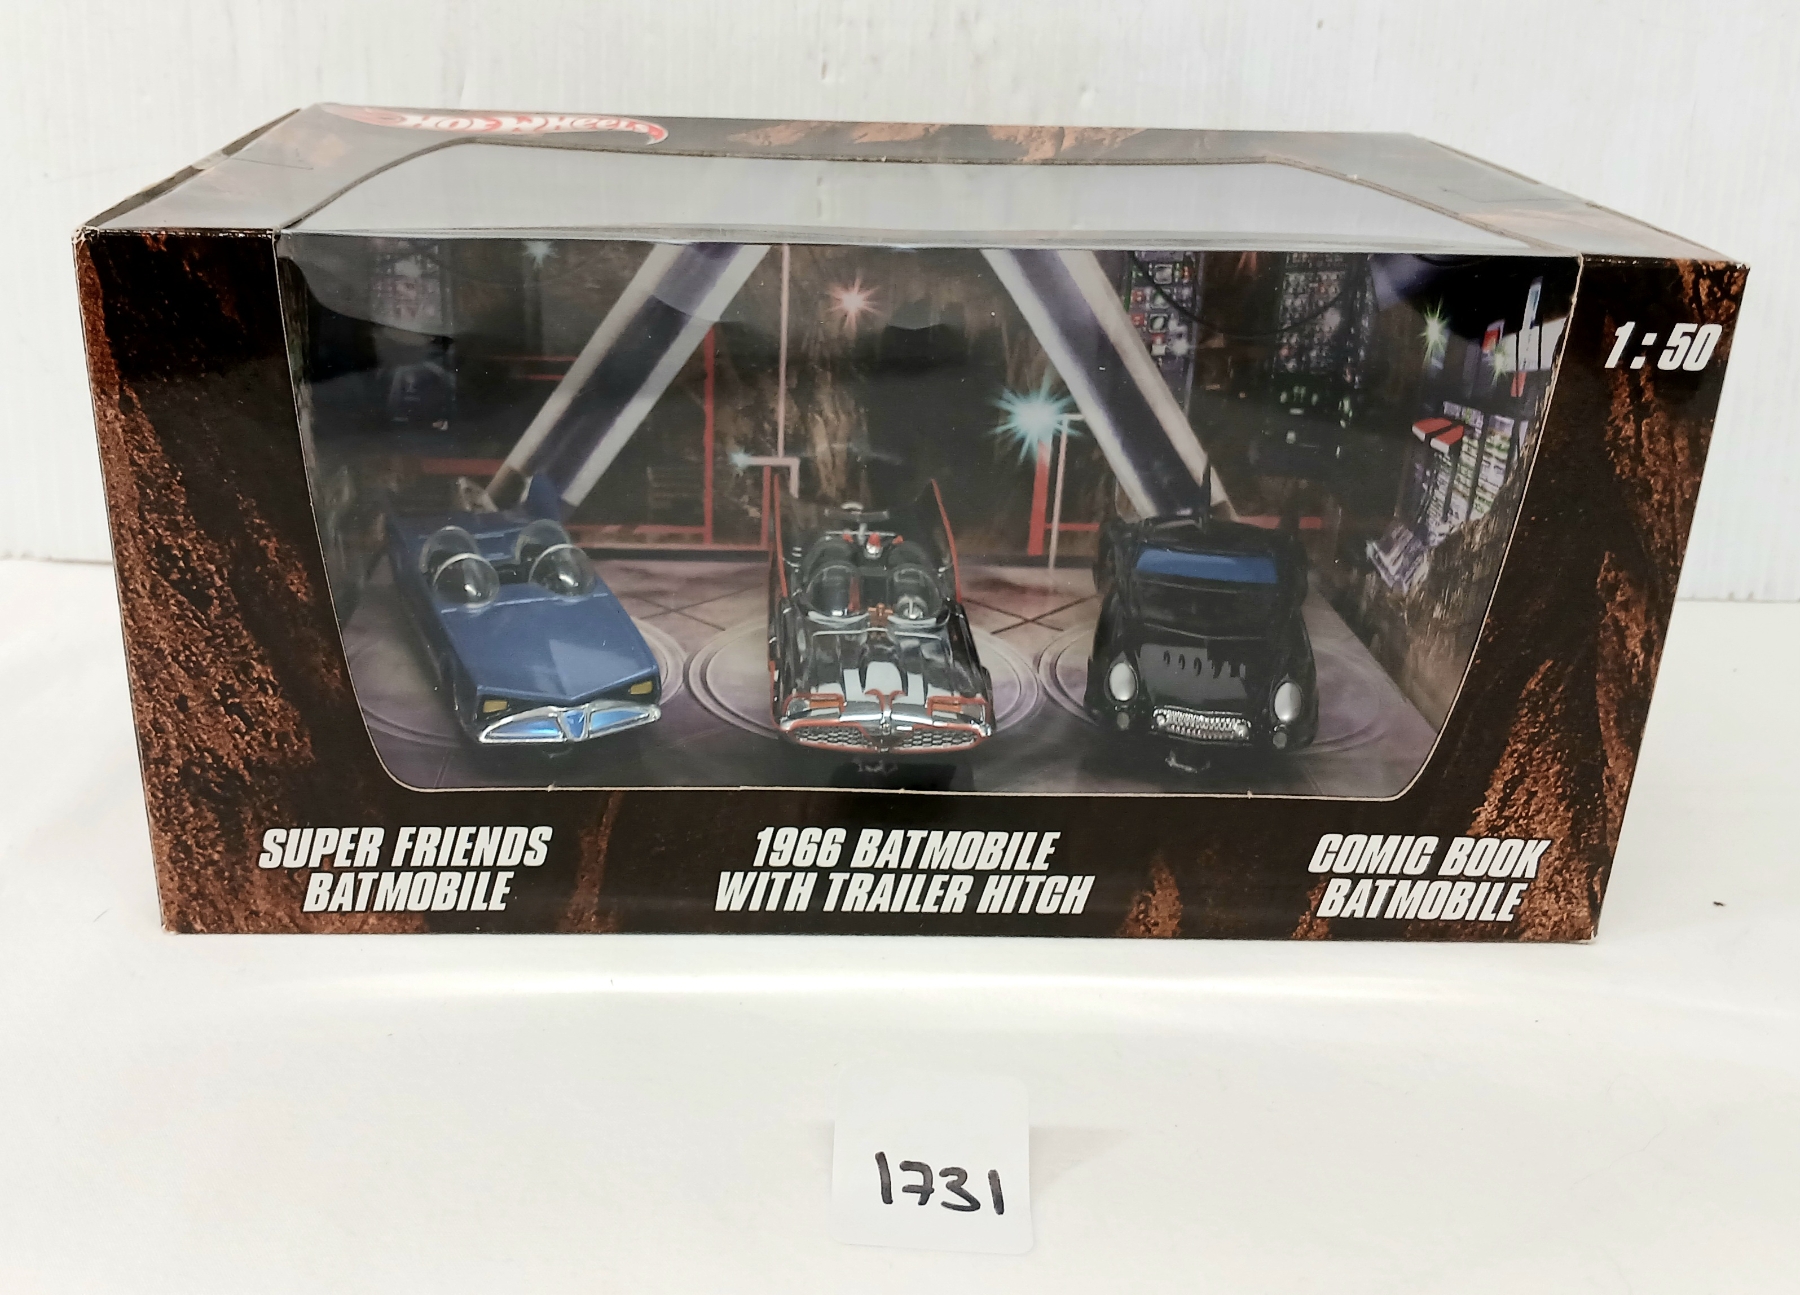 HOT WHEELS
1:50
SUPER FRIENDS
BATMOBILE
1966 BATMOBILE
WITH TRAILER HITCH
COMIC BOOK
BATMOBILE
1731